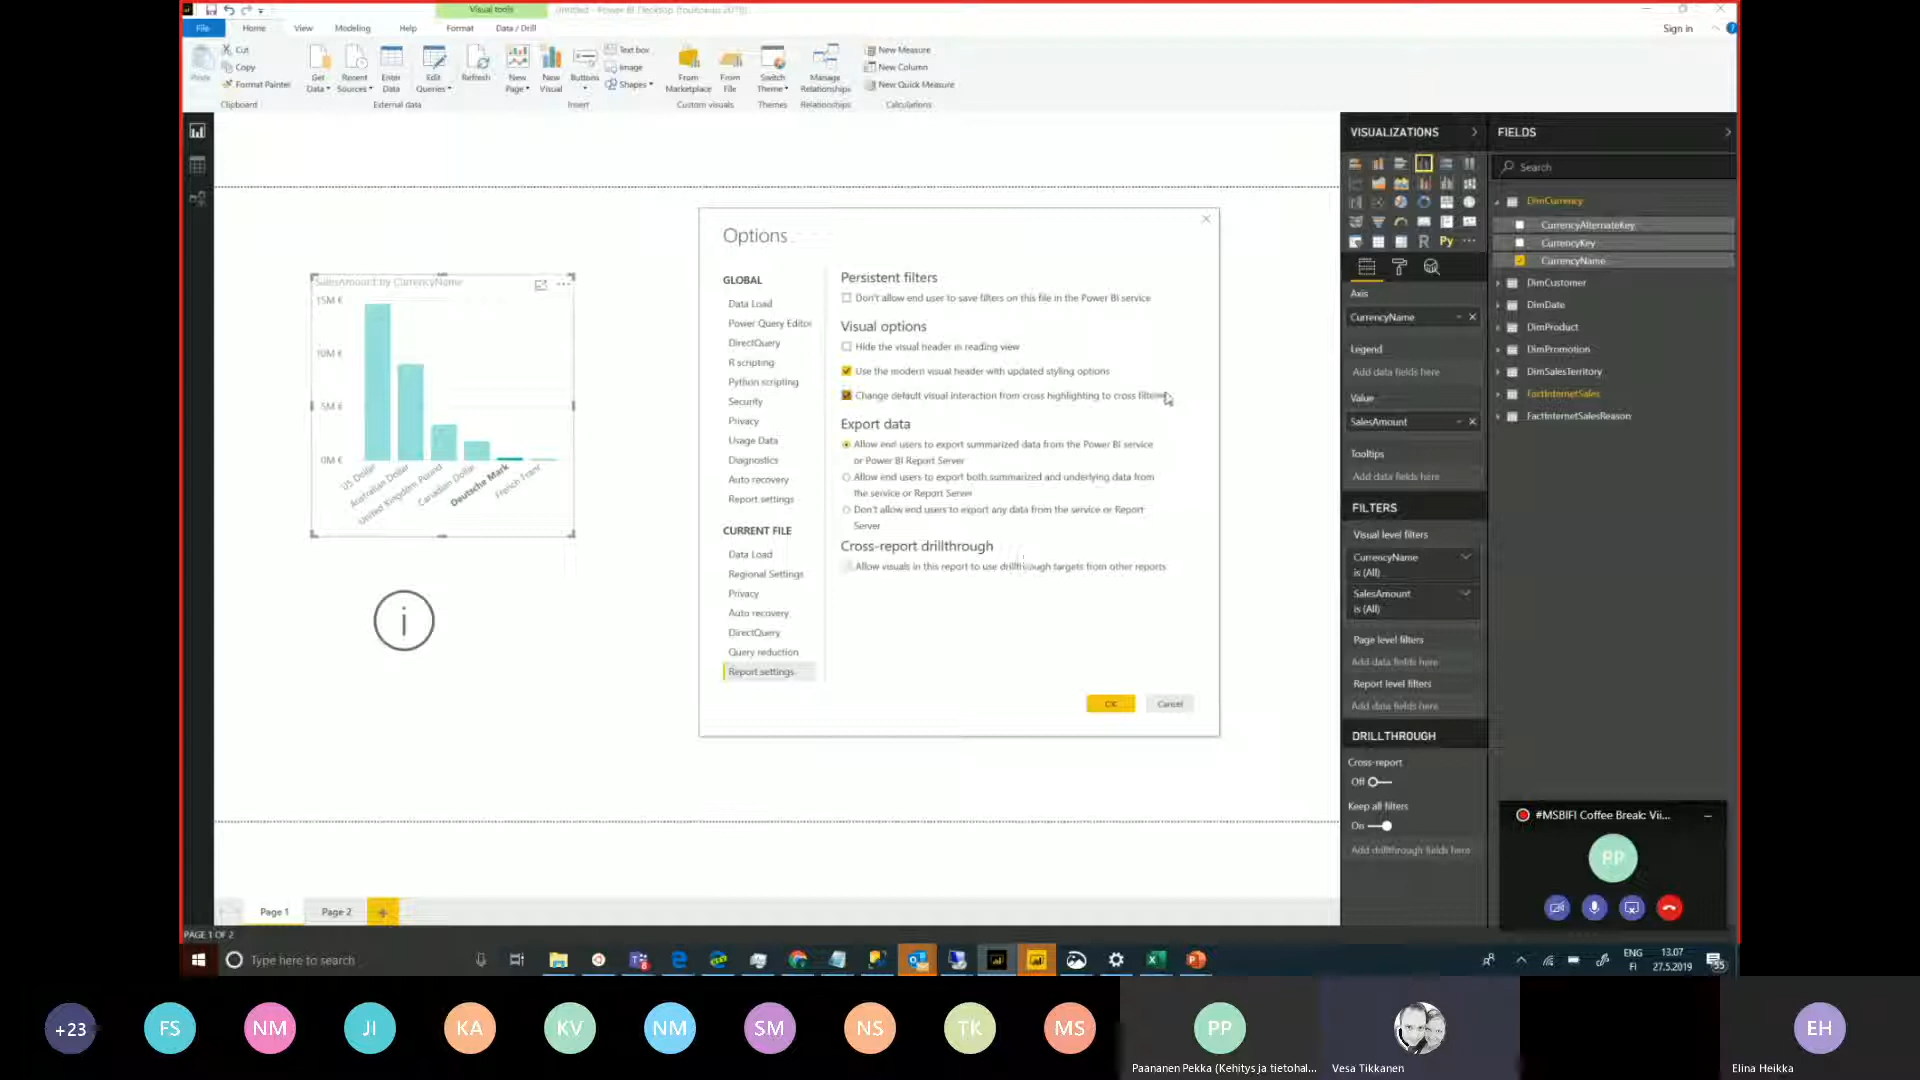 Visual tools
Untitled - Power BI Desktop
File
Home
View
Modeling
Help
Format
Data / Drill
Sign in
Paste
Cut
Copy
Format Painter
Clipboard
Get Data
Recent Sources
Enter Data
Edit Queries
Refresh
External data
New Page
New Visual
Buttons
Text box
Image
Shapes
Insert
From Marketplace
From File
Custom visuals
Switch Theme
Themes
Manage Relationships
Relationships
New Measure
New Column
New Quick Measure
Calculations
SalesAmount by CurrencyName
15M €
10M €
5M €
0M €
US Dollar
Australian Dollar
United Kingdom Pound
Canadian Dollar
Deutsche Mark
French Franc
i
Options
GLOBAL
Data Load
Power Query Editor
DirectQuery
R scripting
Python scripting
Security
Privacy
Usage Data
Diagnostics
Auto recovery
Report settings
CURRENT FILE
Data Load
Regional Settings
Privacy
Auto recovery
DirectQuery
Query reduction
Report settings
Persistent filters
Don't allow end user to save filters on this file in the Power BI service
Visual options
Hide the visual header in reading view
Use the modern visual header with updated styling options
Change default visual interaction from cross highlighting to cross filtering
Export data
Allow end users to export summarized data from the Power BI service
or Power BI Report Server
Allow end users to export both summarized and underlying data from
the service or Report Server
Don't allow end users to export any data from the service or Report
Server
Cross-report drillthrough
Allow visuals in this report to use drillthrough targets from other reports
OK
Cancel
VISUALIZATIONS
R
Py
Axis
CurrencyName
Legend
Add data fields here
Value
SalesAmount
Tooltips
Add data fields here
FILTERS
Visual level filters
CurrencyName
is (All)
SalesAmount
is (All)
Page level filters
Add data fields here
Report level filters
Add data fields here
DRILLTHROUGH
Cross-report
Off
Keep all filters
On
Add drillthrough fields here
FIELDS
Search
DimCurrency
CurrencyAlternateKey
CurrencyKey
CurrencyName
DimCustomer
DimDate
DimProduct
DimPromotion
DimSalesTerritory
FactInternetSales
FactInternetSalesReason
#MSBIFI Coffee Break: Vii...
PP
Page 1
Page 2
PAGE 1 OF 2
Type here to search
ENG
FI
13.07
27.5.2019
55
+23
FS
NM
JI
KA
KV
NM
SM
NS
TK
MS
PP
Paananen Pekka (Kehitys ja tietohal...
Vesa Tikkanen
EH
Elina Heikka